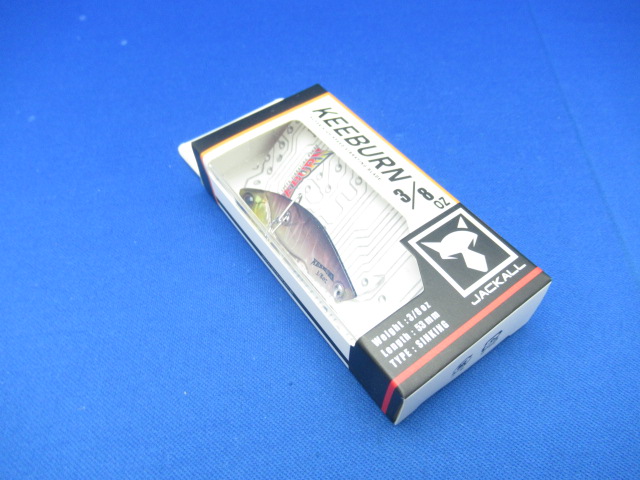 KEEBURN
3/8
OZ
JACKALL
Weight : 3/8oz
Length : 53mm
TYPE : SINKING